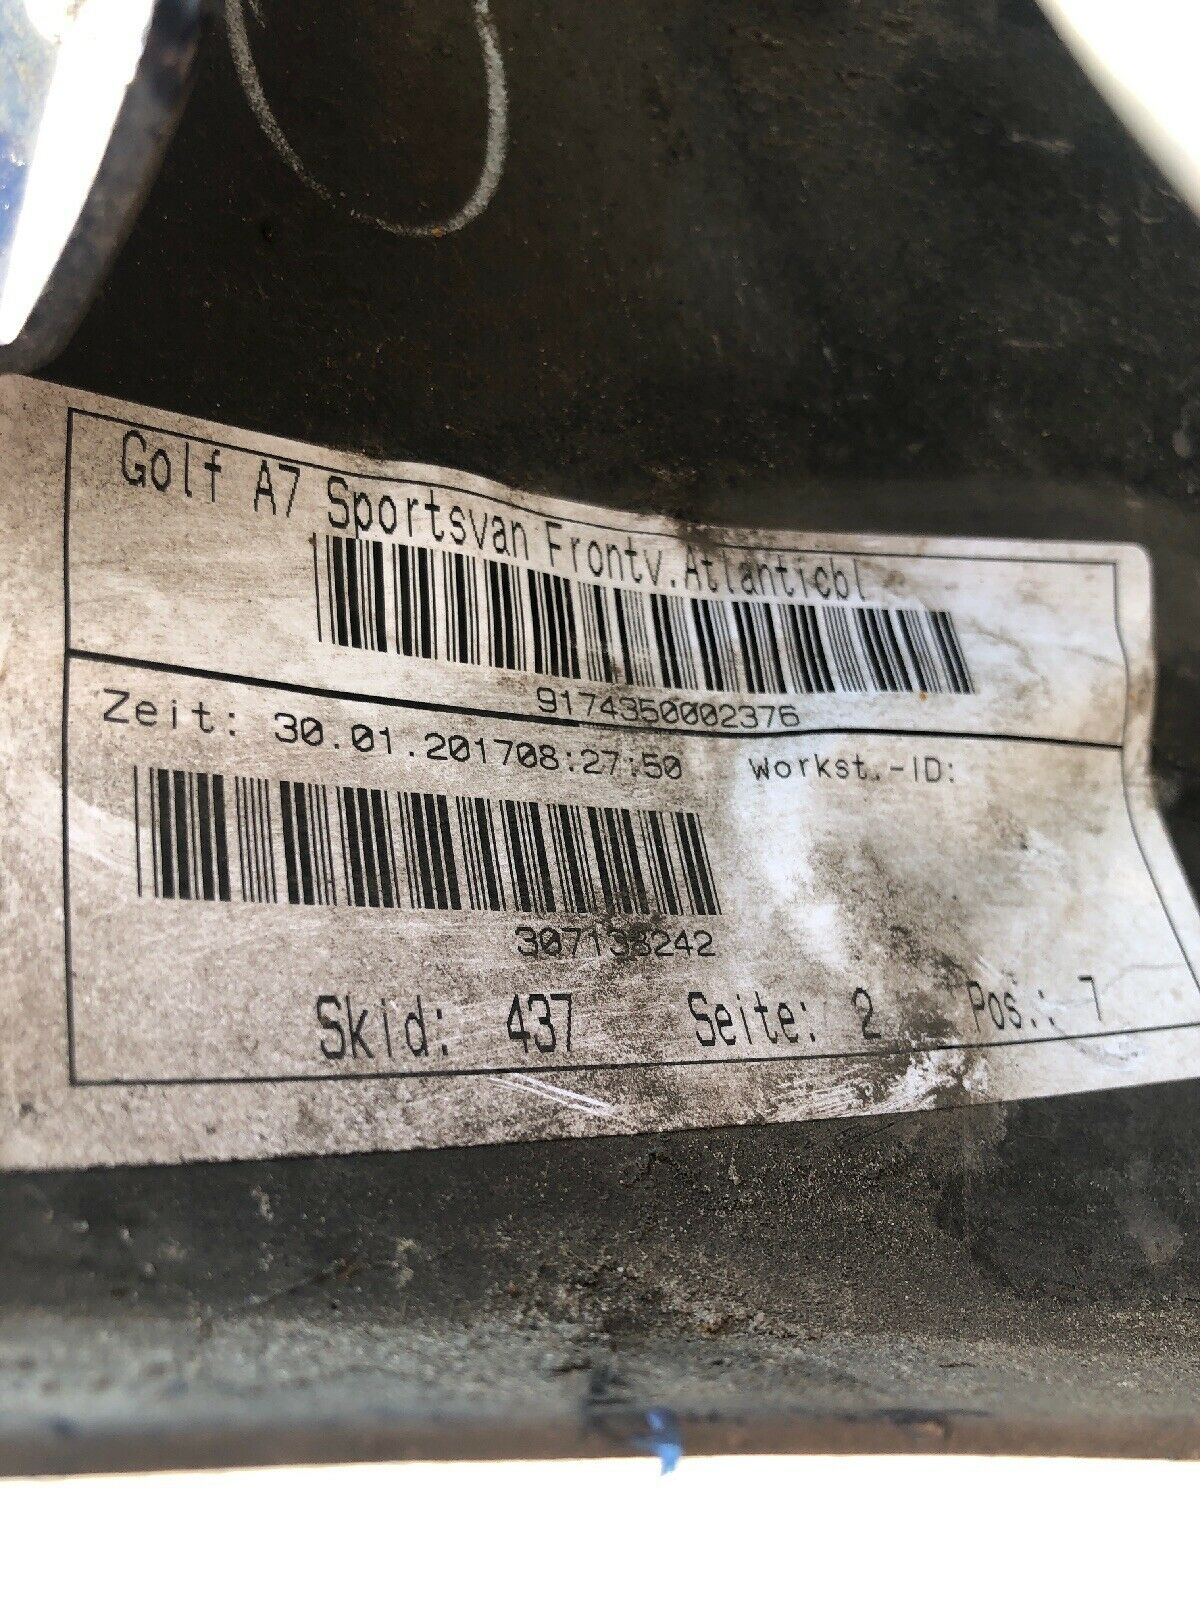 Golf A7 Sportsvan Frontv.Atlanticbl
9174350002376
Zeit: 30.01.201708:27:50 Workst.-ID:
307133242
Skid: 437 Seite: 2 Pos.: 7